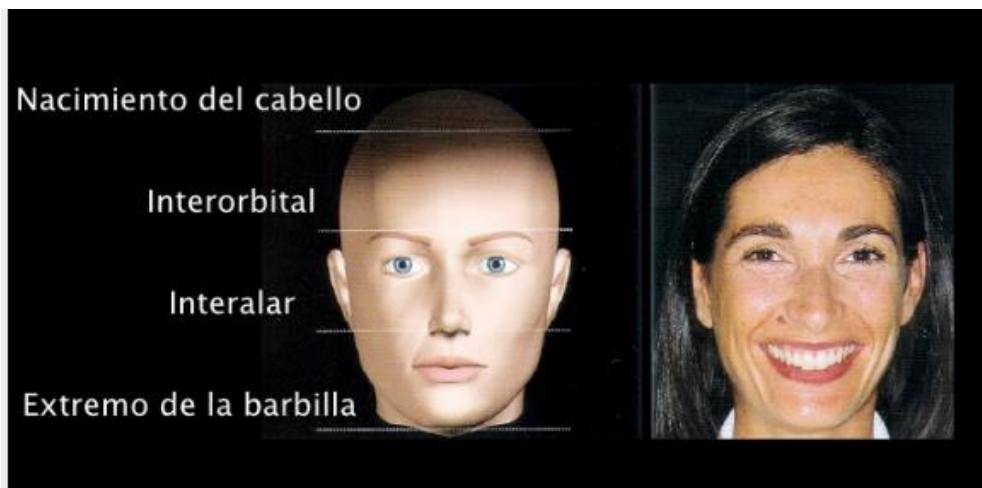 Nacimiento del cabello
Interorbital
Interalar
Extremo de la barbilla